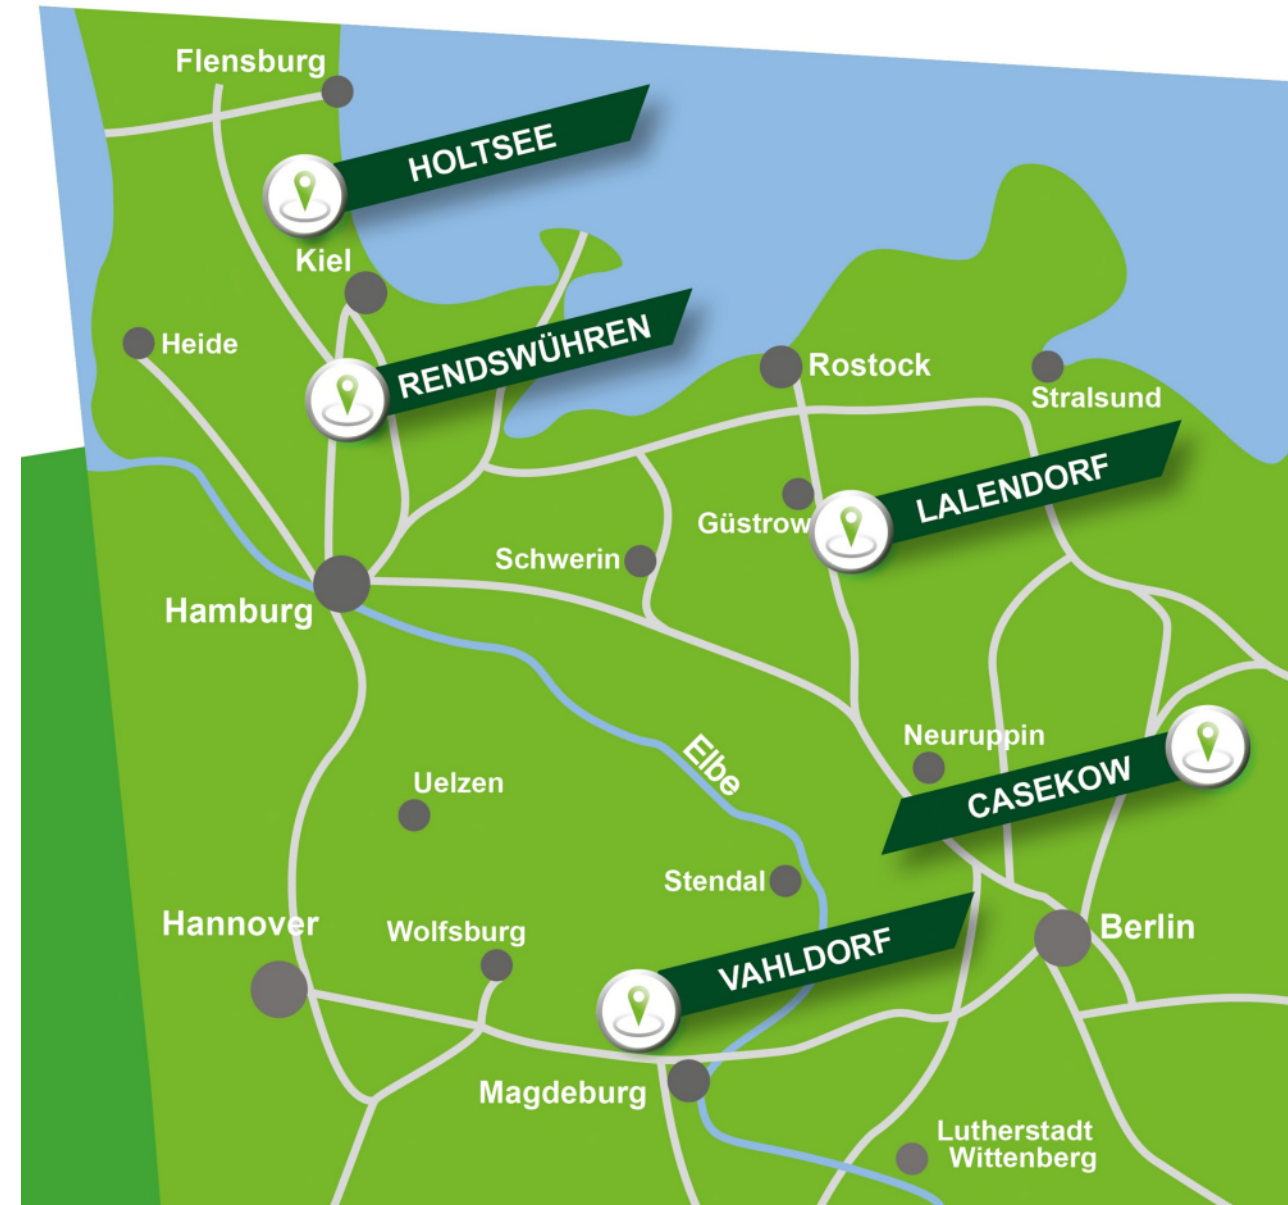 Flensburg
HOLTSEE
Kiel
RENDSWÜHREN
Heide
Rostock
Stralsund
LALENDORF
Güstrow
Schwerin
Hamburg
Elbe
Neuruppin
CASEKOW
Uelzen
Stendal
Hannover
Wolfsburg
Berlin
VAHLDORF
Magdeburg
Lutherstadt
Wittenberg